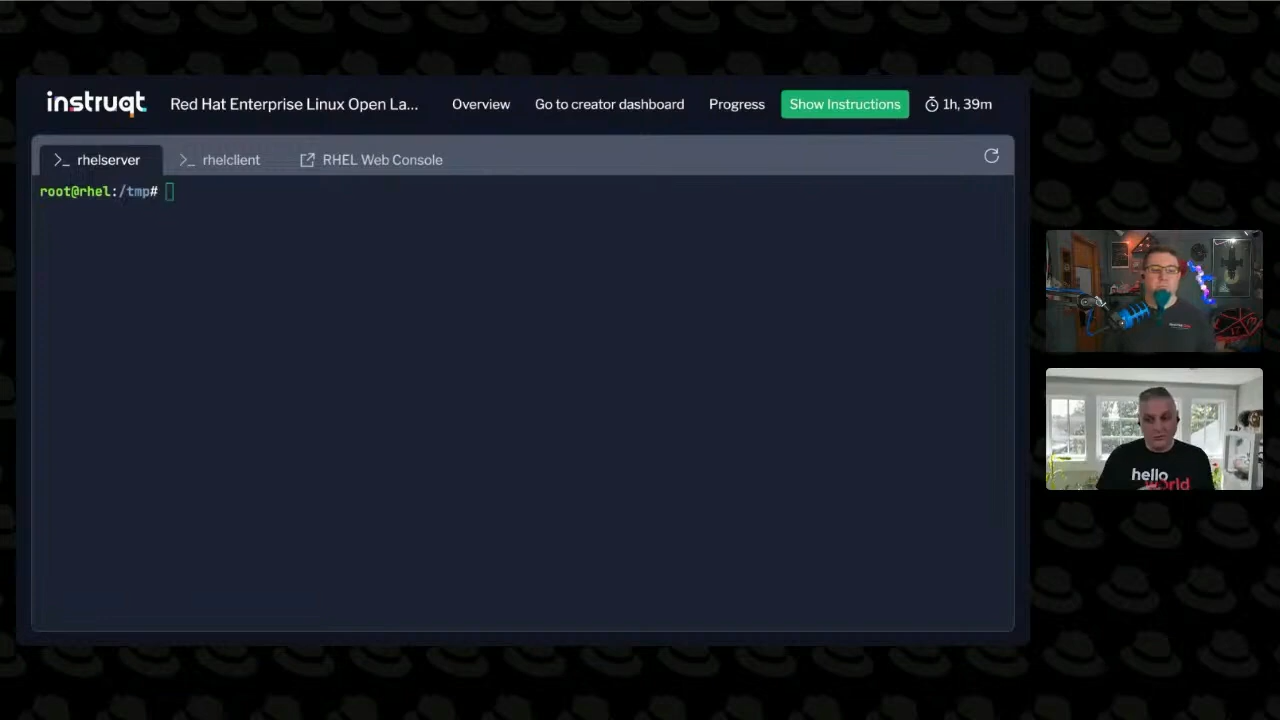 instruqt Red Hat Enterprise Linux Open La... Overview Go to creator dashboard Progress Show Instructions 1h, 39m
>_ rhelserver >_ rhelclient RHEL Web Console
root@rhel:/tmp#
hello
world